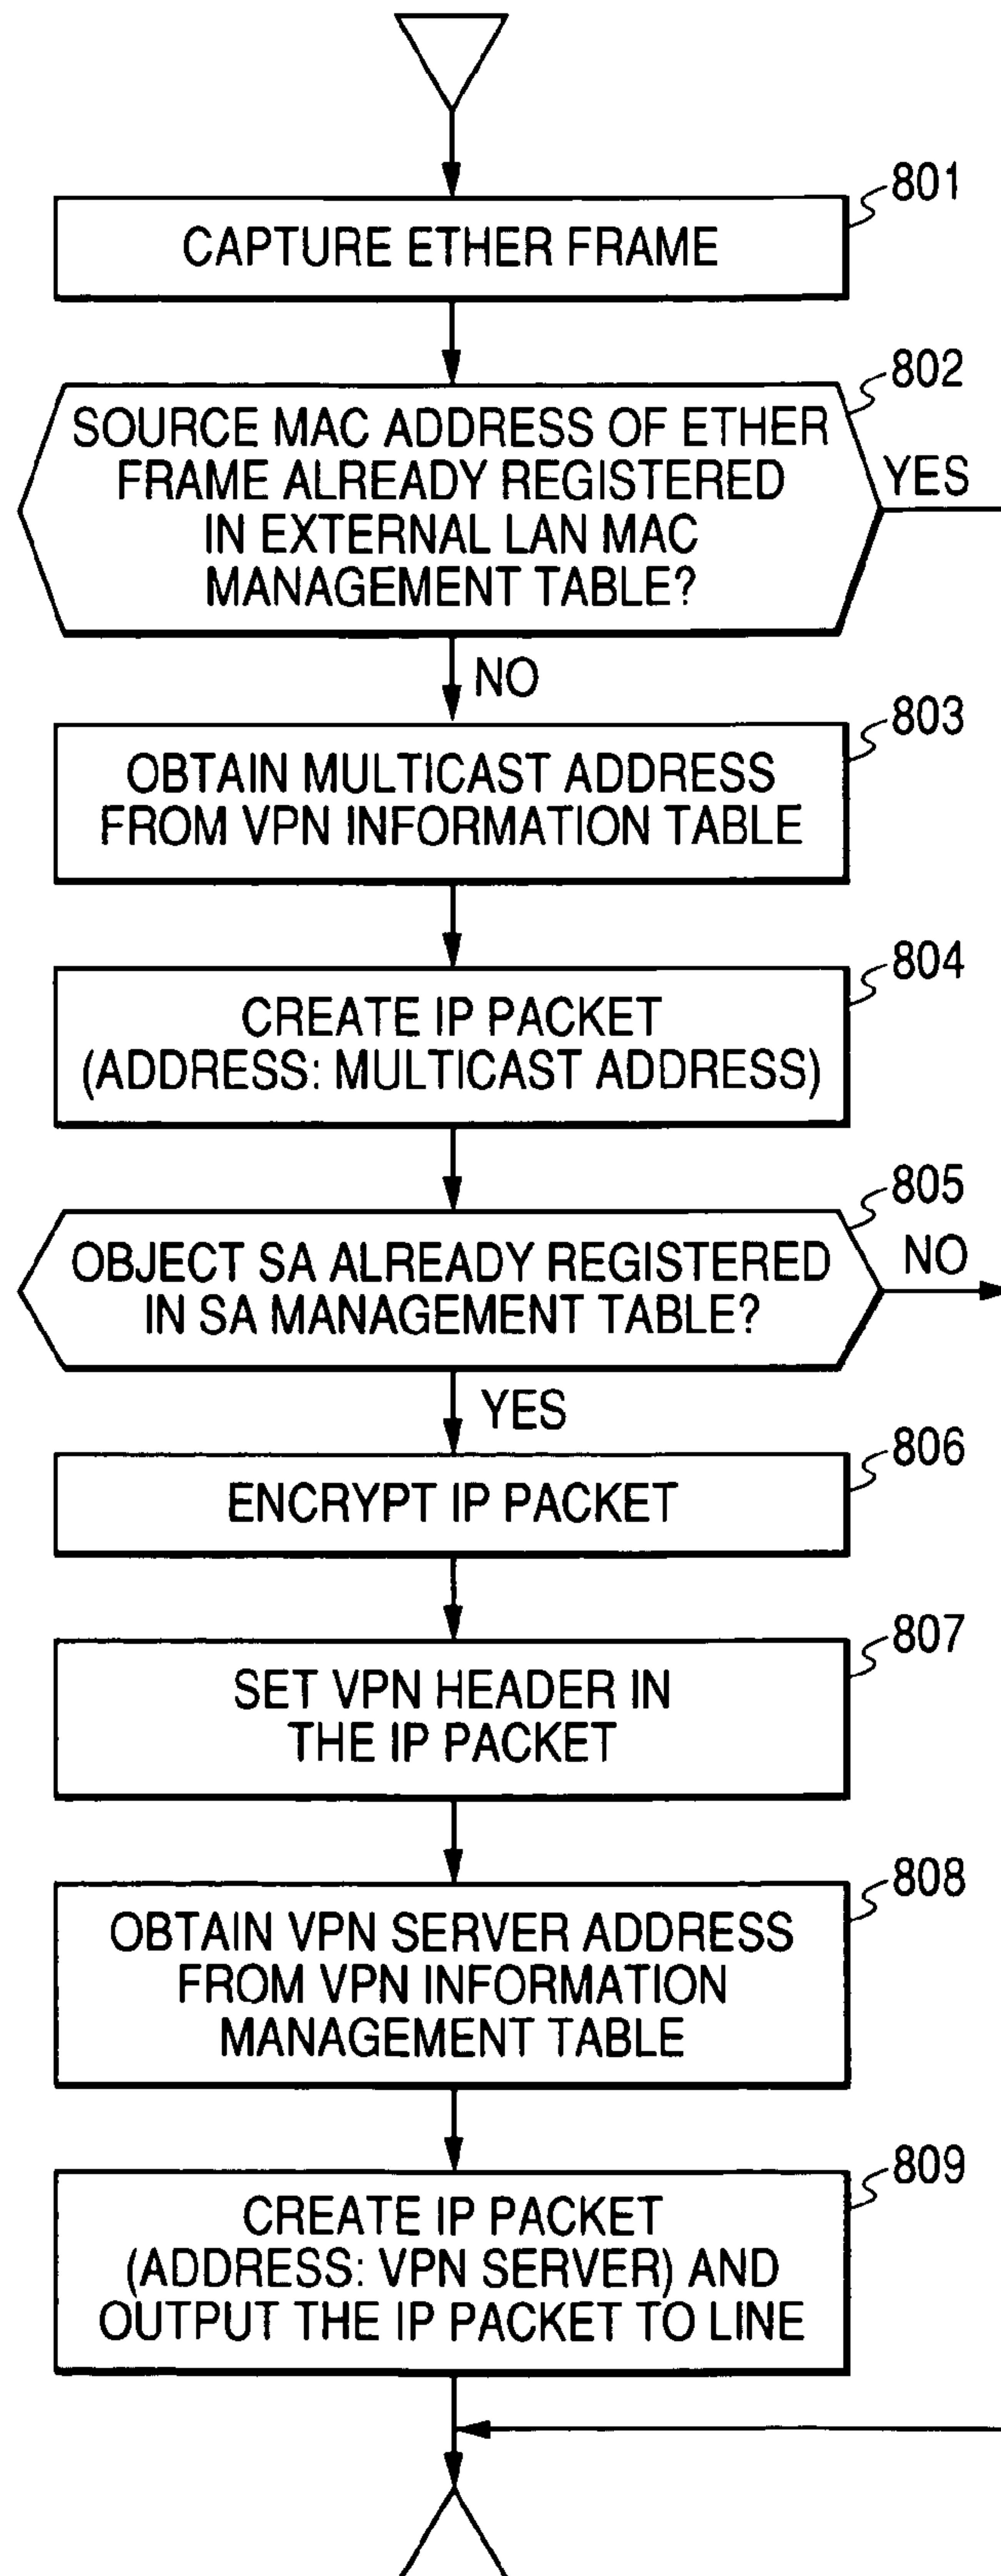 801
CAPTURE ETHER FRAME
802
SOURCE MAC ADDRESS OF ETHER
FRAME ALREADY REGISTERED
IN EXTERNAL LAN MAC
MANAGEMENT TABLE?
YES
NO
803
OBTAIN MULTICAST ADDRESS
FROM VPN INFORMATION TABLE
804
CREATE IP PACKET
(ADDRESS: MULTICAST ADDRESS)
805
OBJECT SA ALREADY REGISTERED
IN SA MANAGEMENT TABLE?
NO
YES
806
ENCRYPT IP PACKET
807
SET VPN HEADER IN
THE IP PACKET
808
OBTAIN VPN SERVER ADDRESS
FROM VPN INFORMATION
MANAGEMENT TABLE
809
CREATE IP PACKET
(ADDRESS: VPN SERVER) AND
OUTPUT THE IP PACKET TO LINE